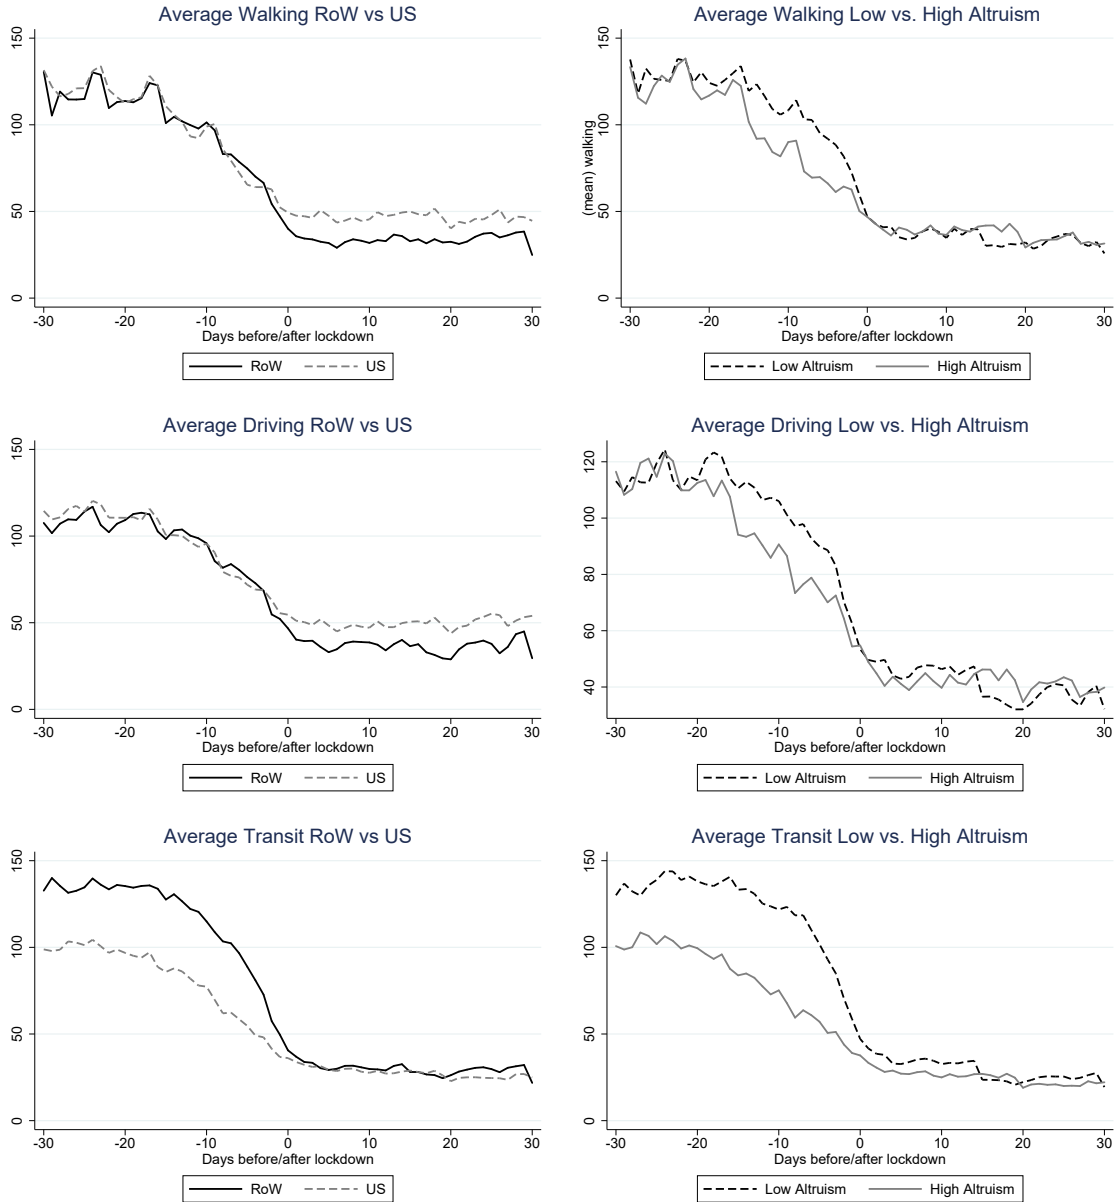 Average Walking RoW vs US
150
100
50
0
-30 -20 -10 0 10 20 30
Days before/after lockdown
RoW US
Average Walking Low vs. High Altruism
(mean) walking
150
100
50
0
-30 -20 -10 0 10 20 30
Days before/after lockdown
Low Altruism High Altruism
Average Driving RoW vs US
150
100
50
0
-30 -20 -10 0 10 20 30
Days before/after lockdown
RoW US
Average Driving Low vs. High Altruism
120
100
80
60
40
-30 -20 -10 0 10 20 30
Days before/after lockdown
Low Altruism High Altruism
Average Transit RoW vs US
150
100
50
0
-30 -20 -10 0 10 20 30
Days before/after lockdown
RoW US
Average Transit Low vs. High Altruism
150
100
50
0
-30 -20 -10 0 10 20 30
Days before/after lockdown
Low Altruism High Altruism